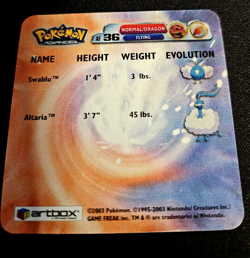 POKéMON
ADVANCED
# 36
NORMAL/DRAGON
FLYING
NAME HEIGHT WEIGHT EVOLUTION
Swablu™ 1' 4" 3 lbs.
Altaria™ 3' 7" 45 lbs.
artbox™
©2003 Pokémon. ©1995-2003 Nintendo/ Creatures Inc./
GAME FREAK inc. ™ & ® are trademarks of Nintendo.